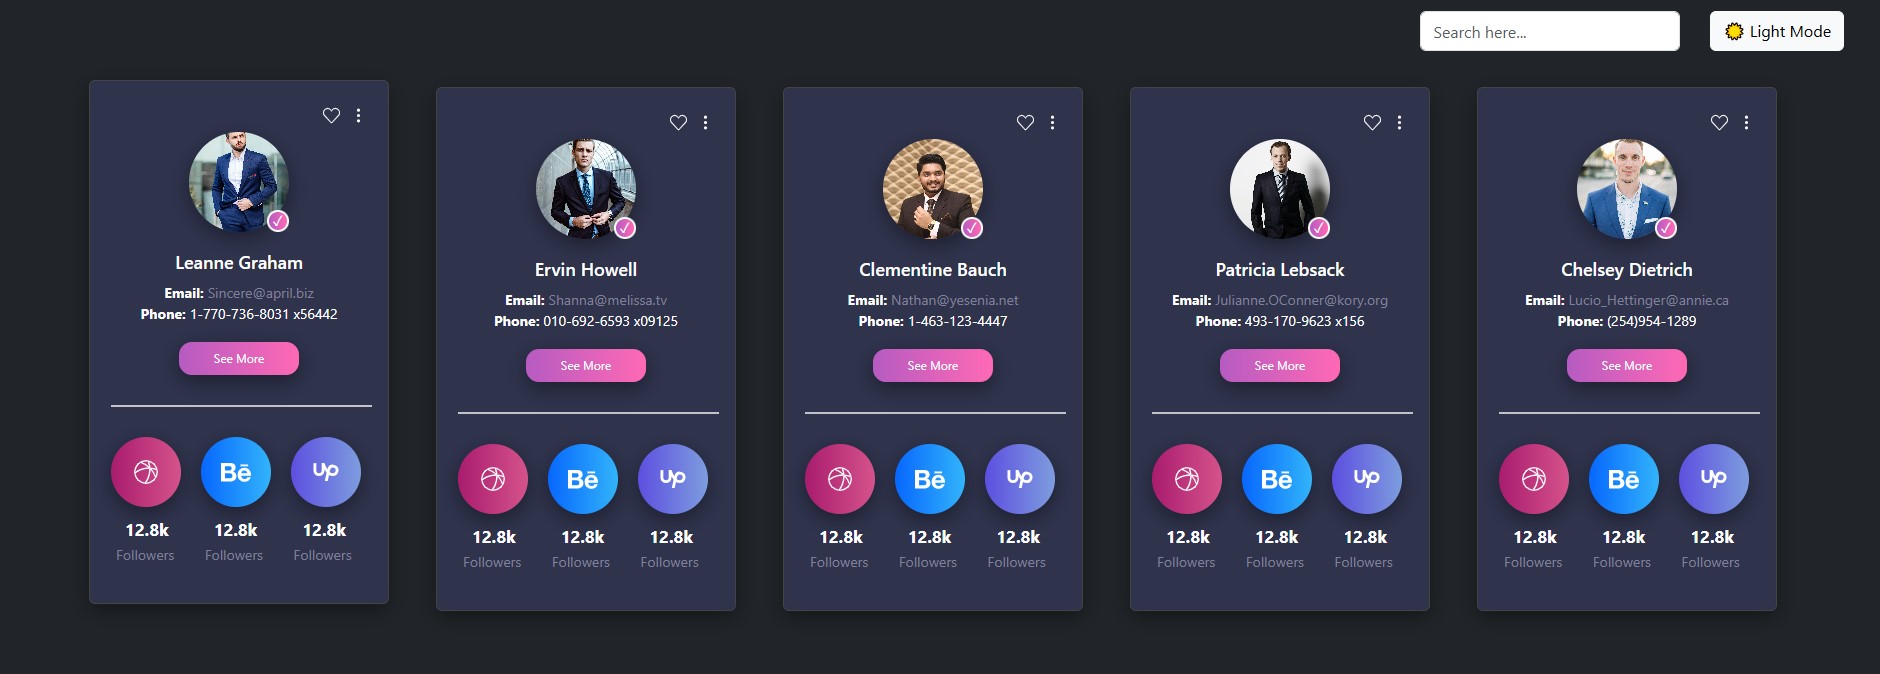 Search here...
Light Mode
Leanne Graham
Email: Sincere@april.biz
Phone: 1-770-736-8031 x56442
See More
Bē
Up
12.8k 12.8k 12.8k
Followers Followers Followers
Ervin Howell
Email: Shanna@melissa.tv
Phone: 010-692-6593 x09125
See More
Bē
Up
12.8k 12.8k 12.8k
Followers Followers Followers
Clementine Bauch
Email: Nathan@yesenia.net
Phone: 1-463-123-4447
See More
Bē
Up
12.8k 12.8k 12.8k
Followers Followers Followers
Patricia Lebsack
Email: Julianne.OConner@kory.org
Phone: 493-170-9623 x156
See More
Bē
Up
12.8k 12.8k 12.8k
Followers Followers Followers
Chelsey Dietrich
Email: Lucio_Hettinger@annie.ca
Phone: (254)954-1289
See More
Bē
Up
12.8k 12.8k 12.8k
Followers Followers Followers